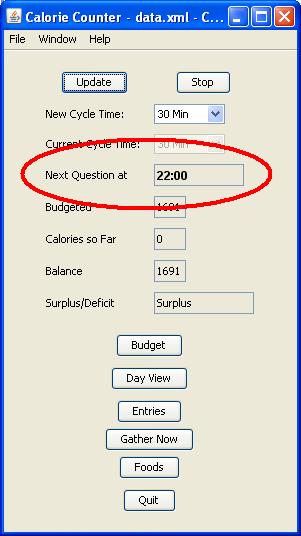 Calorie Counter - data.xml - C...
File Window Help
Update Stop
New Cycle Time: 30 Min
Current Cycle Time: 30 Min
Next Question at 22:00
Budgeted 1691
Calories so Far 0
Balance 1691
Surplus/Deficit Surplus
Budget
Day View
Entries
Gather Now
Foods
Quit